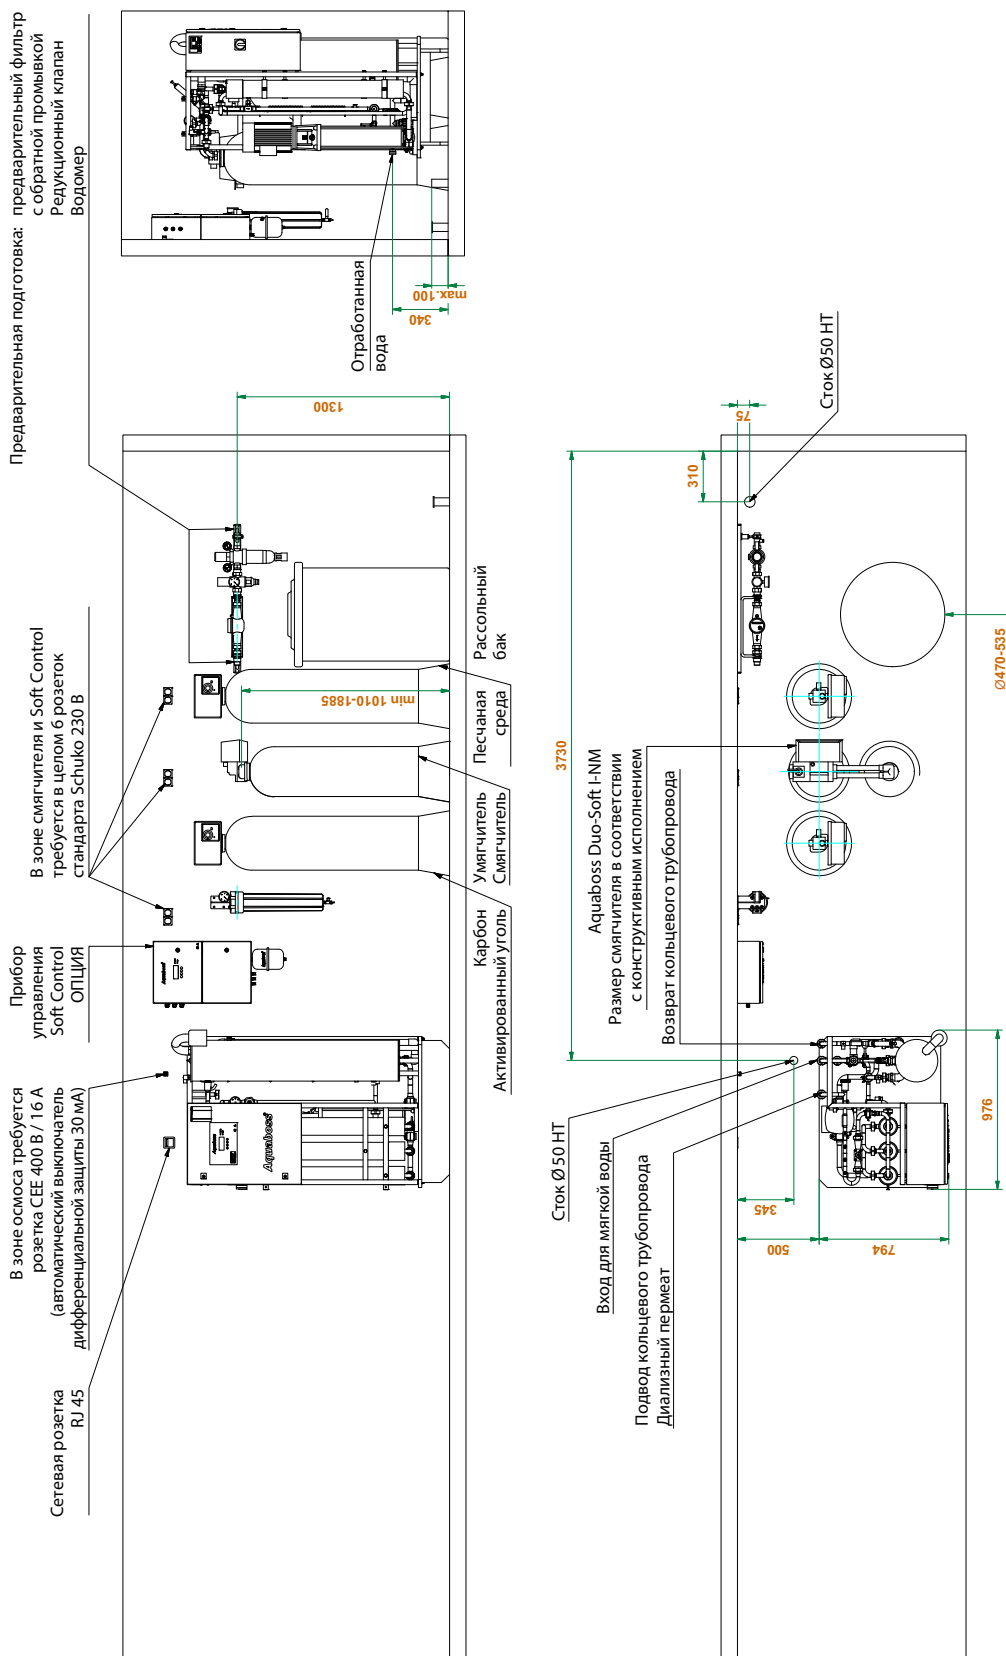 Предварительная подготовка: предварительный фильтр
с обратной промывкой
Редукционный клапан
Водомер
В зоне смягчителя и Soft Control
требуется в целом 6 розеток
стандарта Schuko 230 В
Прибор
управления
Soft Control
ОПЦИЯ
В зоне осмоса требуется
розетка CEE 400 В / 16 А
(автоматический выключатель
дифференциальной защиты 30 мА)
Сетевая розетка
RJ 45
Aquaboss
Отработанная
вода
max.100
340
1300
min 1010-1885
Рассольный
бак
Песчаная
среда
Умягчитель
Смягчитель
Карбон
Активированный уголь
Сток Ø50 HT
75
310
3730
Ø470-535
Aquaboss Duo-Soft I-NM
Размер смягчителя в соответствии
с конструктивным исполнением
Возврат кольцевого трубопровода
Сток Ø50 HT
Вход для мягкой воды
Подвод кольцевого трубопровода
Диализный пермеат
345
500
794
976